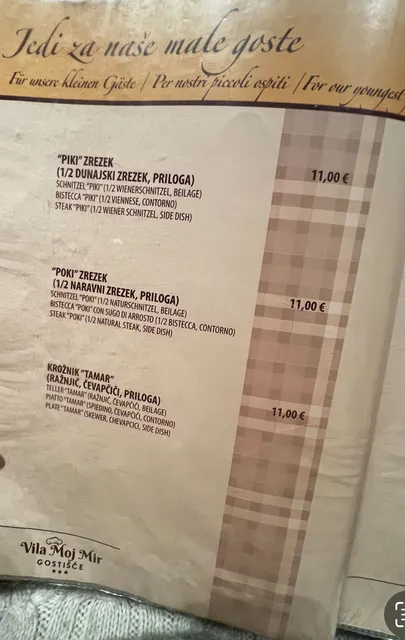 Jedi za naše male goste
Für unsere kleinen Gäste / Per nostri piccoli ospiti / For our youngest
"PIKI" ZREZEK
(1/2 DUNAJSKI ZREZEK, PRILOGA)
11,00 €
SCHNITZEL "PIKI" (1/2 WIENERSCHNITZEL, BEILAGE)
BISTECCA "PIKI" (1/2 VIENNESE, CONTORNO)
STEAK "PIKI" (1/2 WIENER SCHNITZEL, SIDE DISH)
"POKI" ZREZEK
(1/2 NARAVNI ZREZEK, PRILOGA)
11,00 €
SCHNITZEL "POKI" (1/2 NATURSCHNITZEL, BEILAGE)
BISTECCA "POKI" CON SUGO DI ARROSTO (1/2 BISTECCA, CONTORNO)
STEAK "POKI" (1/2 NATURAL STEAK, SIDE DISH)
KROŽNIK "TAMAR"
(RAŽNJIČ, ČEVAPČIČI, PRILOGA)
11,00 €
TELLER "TAMAR" (RAŽNJIČ, ČEVAPČIČI, BEILAGE)
PIATTO "TAMAR" (SPIEDINO, ČEVAPČIČI, CONTORNO)
PLATE "TAMAR" (SKEWER, CHEVAPCICI, SIDE DISH)
Vila Moj Mir
GOSTIŠČE